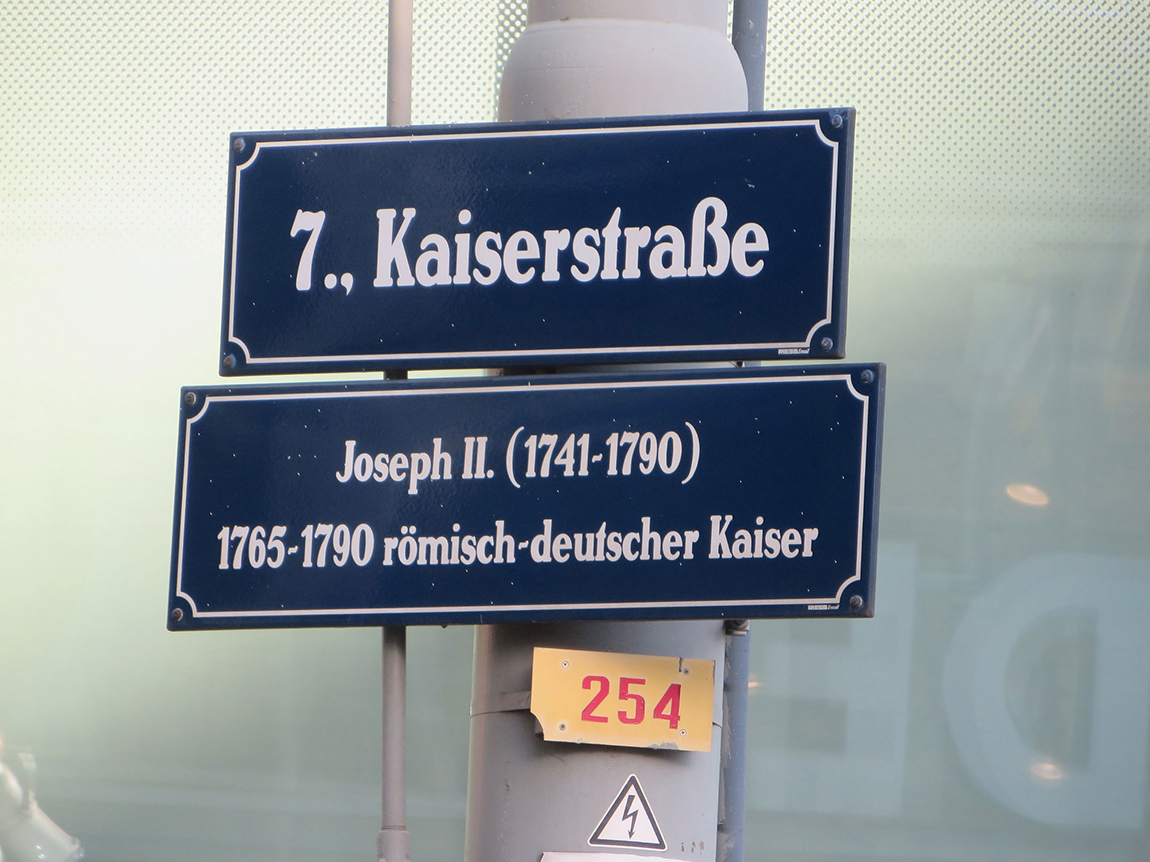 7., Kaiserstraße
Joseph II. (1741-1790)
1765-1790 römisch-deutscher Kaiser
254